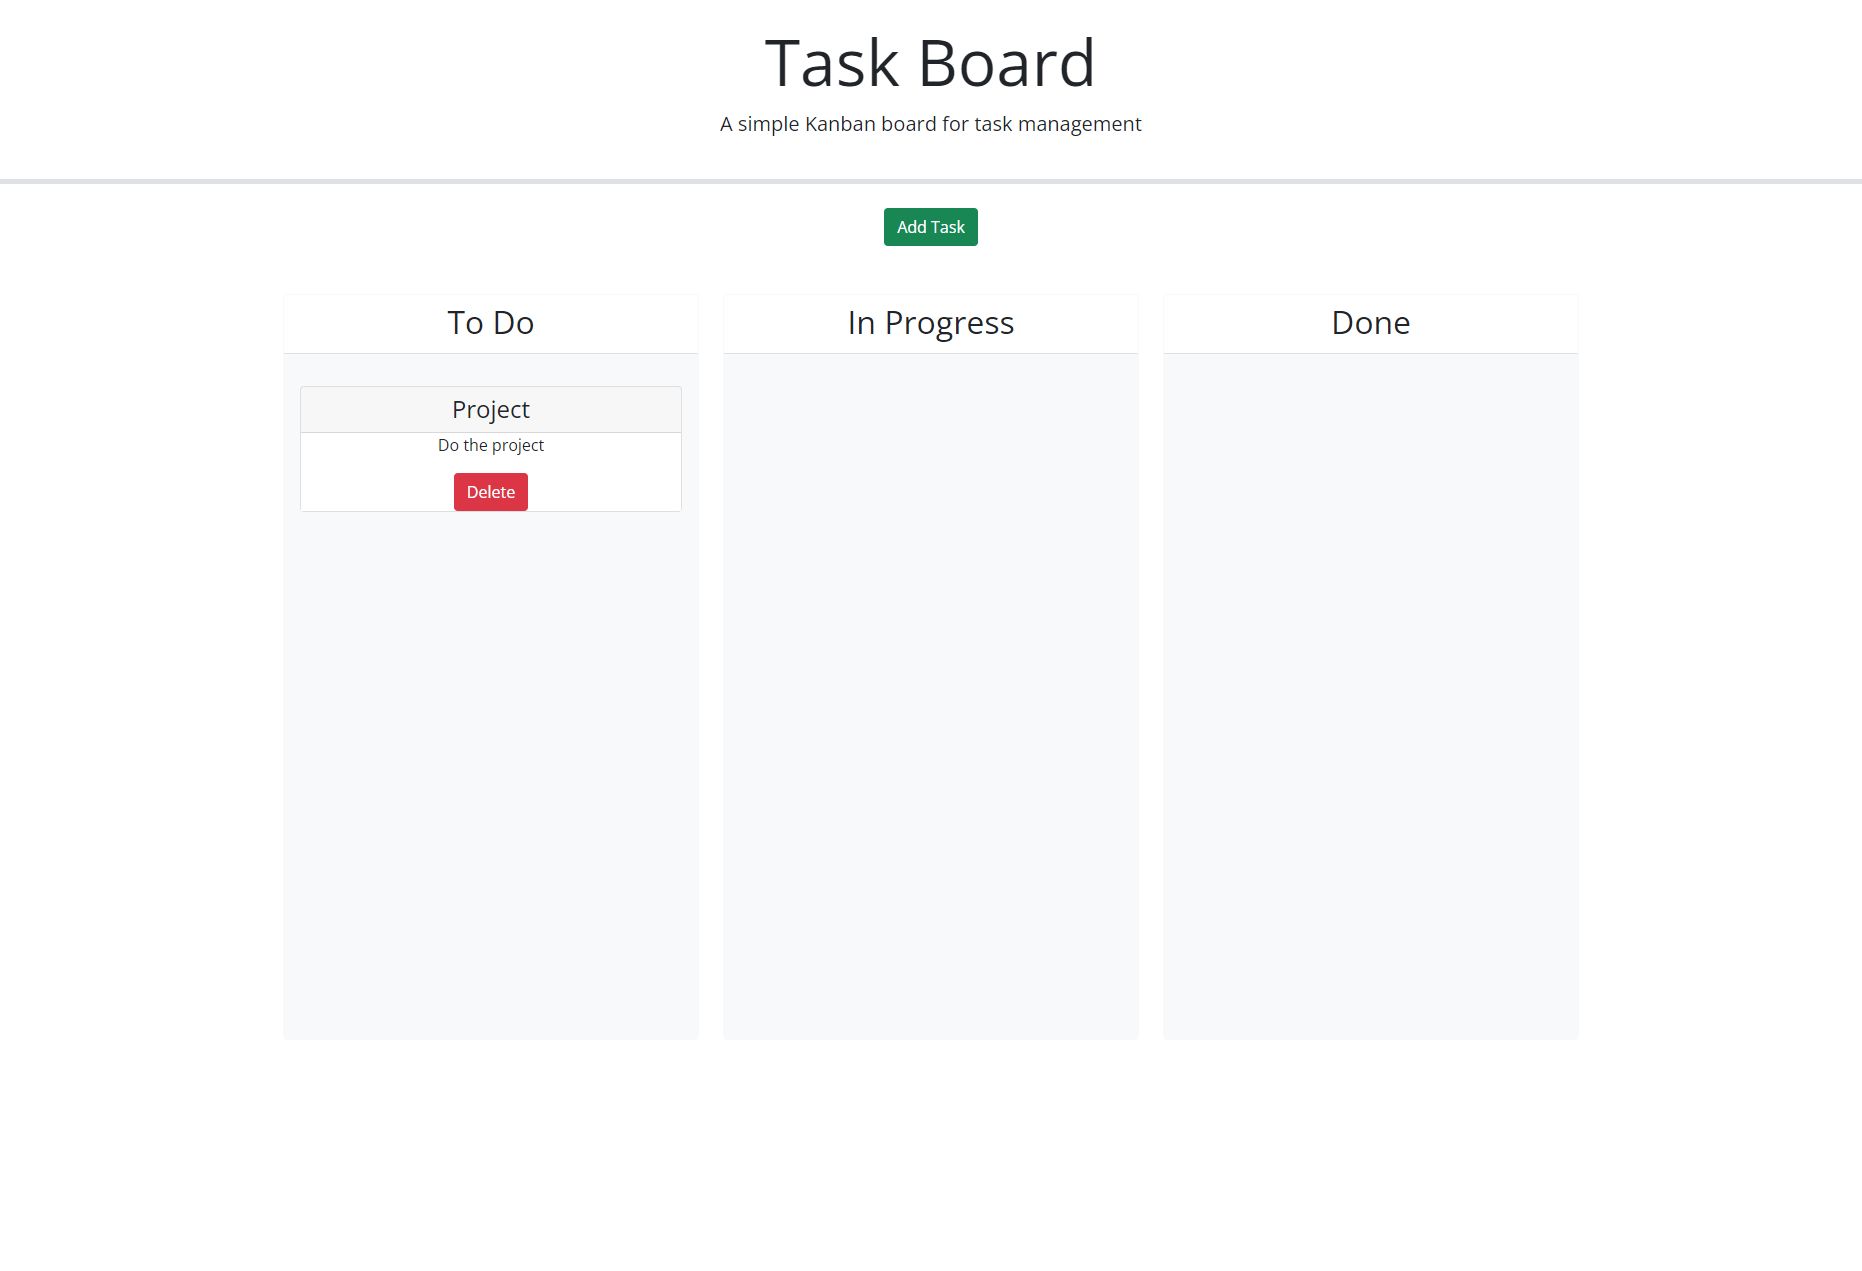 Task Board
A simple Kanban board for task management
Add Task
To Do
Project
Do the project
Delete
In Progress
Done